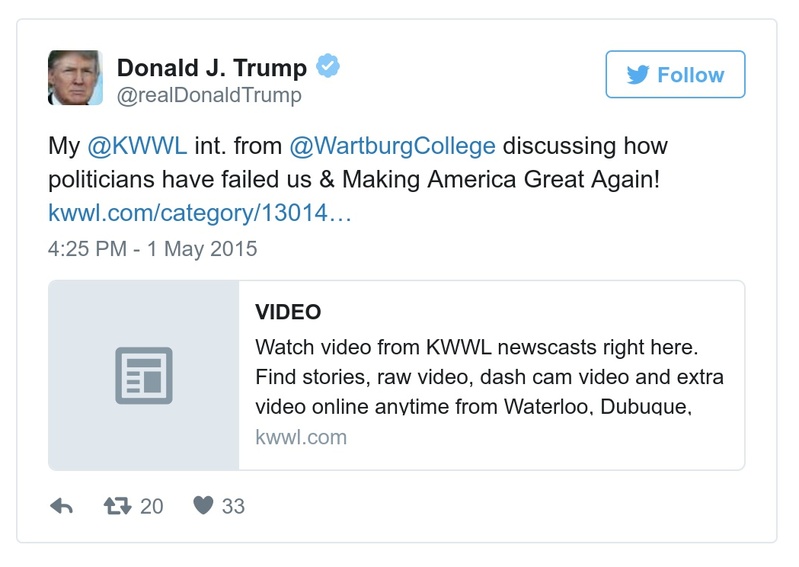 Donald J. Trump
@realDonaldTrump
Follow
My @KWWL int. from @WartburgCollege discussing how
politicians have failed us & Making America Great Again!
kwwl.com/category/13014…
4:25 PM - 1 May 2015
VIDEO
Watch video from KWWL newscasts right here.
Find stories, raw video, dash cam video and extra
video online anytime from Waterloo, Dubuque,
kwwl.com
20
33